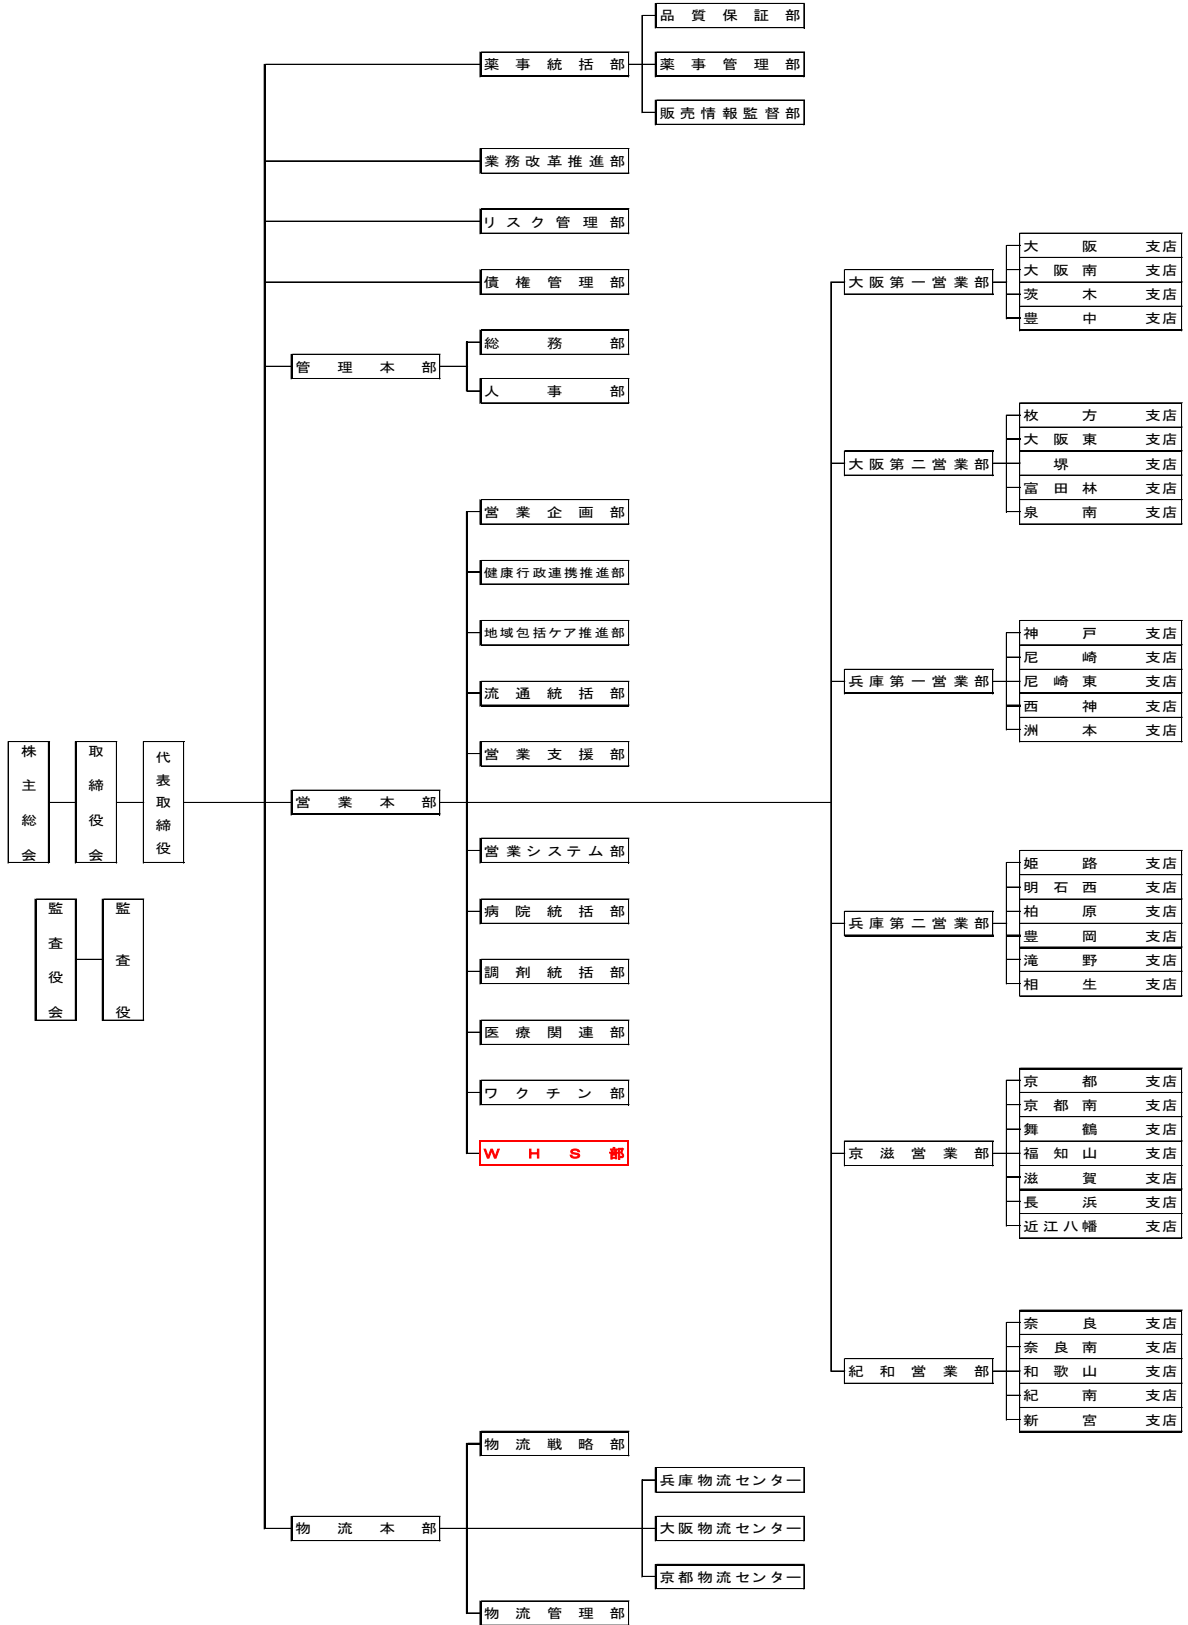 株主総会
取締役会
代表取締役
監査役会
監査役
薬事統括部
品質保証部
薬事管理部
販売情報監督部
業務改革推進部
リスク管理部
債権管理部
管理本部
総務部
人事部
営業本部
営業企画部
健康行政連携推進部
地域包括ケア推進部
流通統括部
営業支援部
営業システム部
病院統括部
調剤統括部
医療関連部
ワクチン部
WHS部
大阪第一営業部
大阪支店
大阪南支店
茨木支店
豊中支店
大阪第二営業部
枚方支店
大阪東支店
堺支店
富田林支店
泉南支店
兵庫第一営業部
神戸支店
尼崎支店
尼崎東支店
西神支店
洲本支店
兵庫第二営業部
姫路支店
明石西支店
柏原支店
豊岡支店
滝野支店
相生支店
京滋営業部
京都支店
京都南支店
舞鶴支店
福知山支店
滋賀支店
長浜支店
近江八幡支店
紀和営業部
奈良支店
奈良南支店
和歌山支店
紀南支店
新宮支店
物流本部
物流戦略部
兵庫物流センター
大阪物流センター
京都物流センター
物流管理部